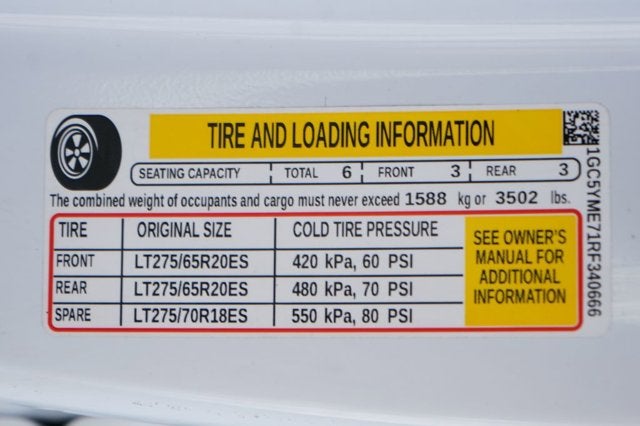 TIRE AND LOADING INFORMATION
SEATING CAPACITY TOTAL 6 FRONT 3 REAR 3
The combined weight of occupants and cargo must never exceed 1588 kg or 3502 lbs.
TIRE ORIGINAL SIZE COLD TIRE PRESSURE
FRONT LT275/65R20ES 420 kPa, 60 PSI
REAR LT275/65R20ES 480 kPa, 70 PSI
SPARE LT275/70R18ES 550 kPa, 80 PSI
SEE OWNER'S
MANUAL FOR
ADDITIONAL
INFORMATION
1GC5YME71RF340666